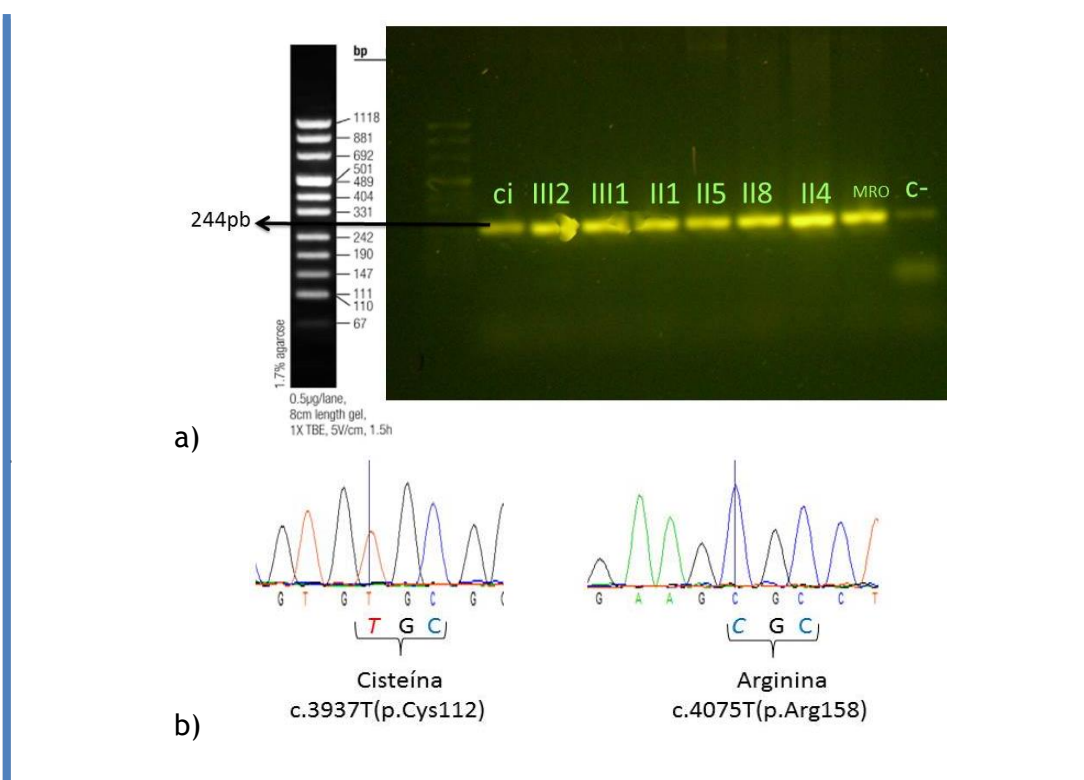 bp
1118
881
692
501
489
404
331
242
190
147
111
110
67
1.7% agarose
0.5µg/lane,
8cm length gel,
1X TBE, 5V/cm, 1.5h
244pb
ci III2 III1 II1 II5 II8 II4 MRO c-
a)
G T G T G C G
T G C
Cisteína
c.3937T(p.Cys112)
G A A G C G C C T
C G C
Arginina
c.4075T(p.Arg158)
b)